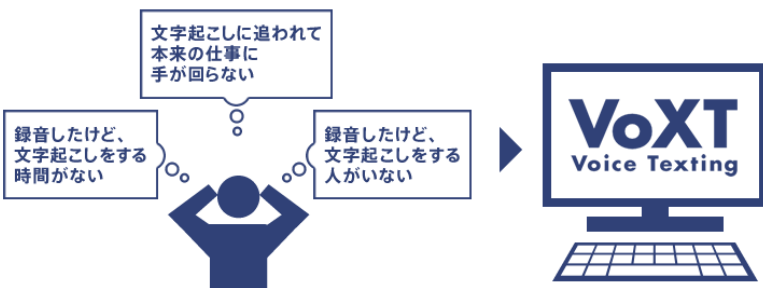 文字起こしに追われて
本来の仕事に
手が回らない
録音したけど、
文字起こしをする
時間がない
録音したけど、
文字起こしをする
人がいない
VoXT
Voice Texting